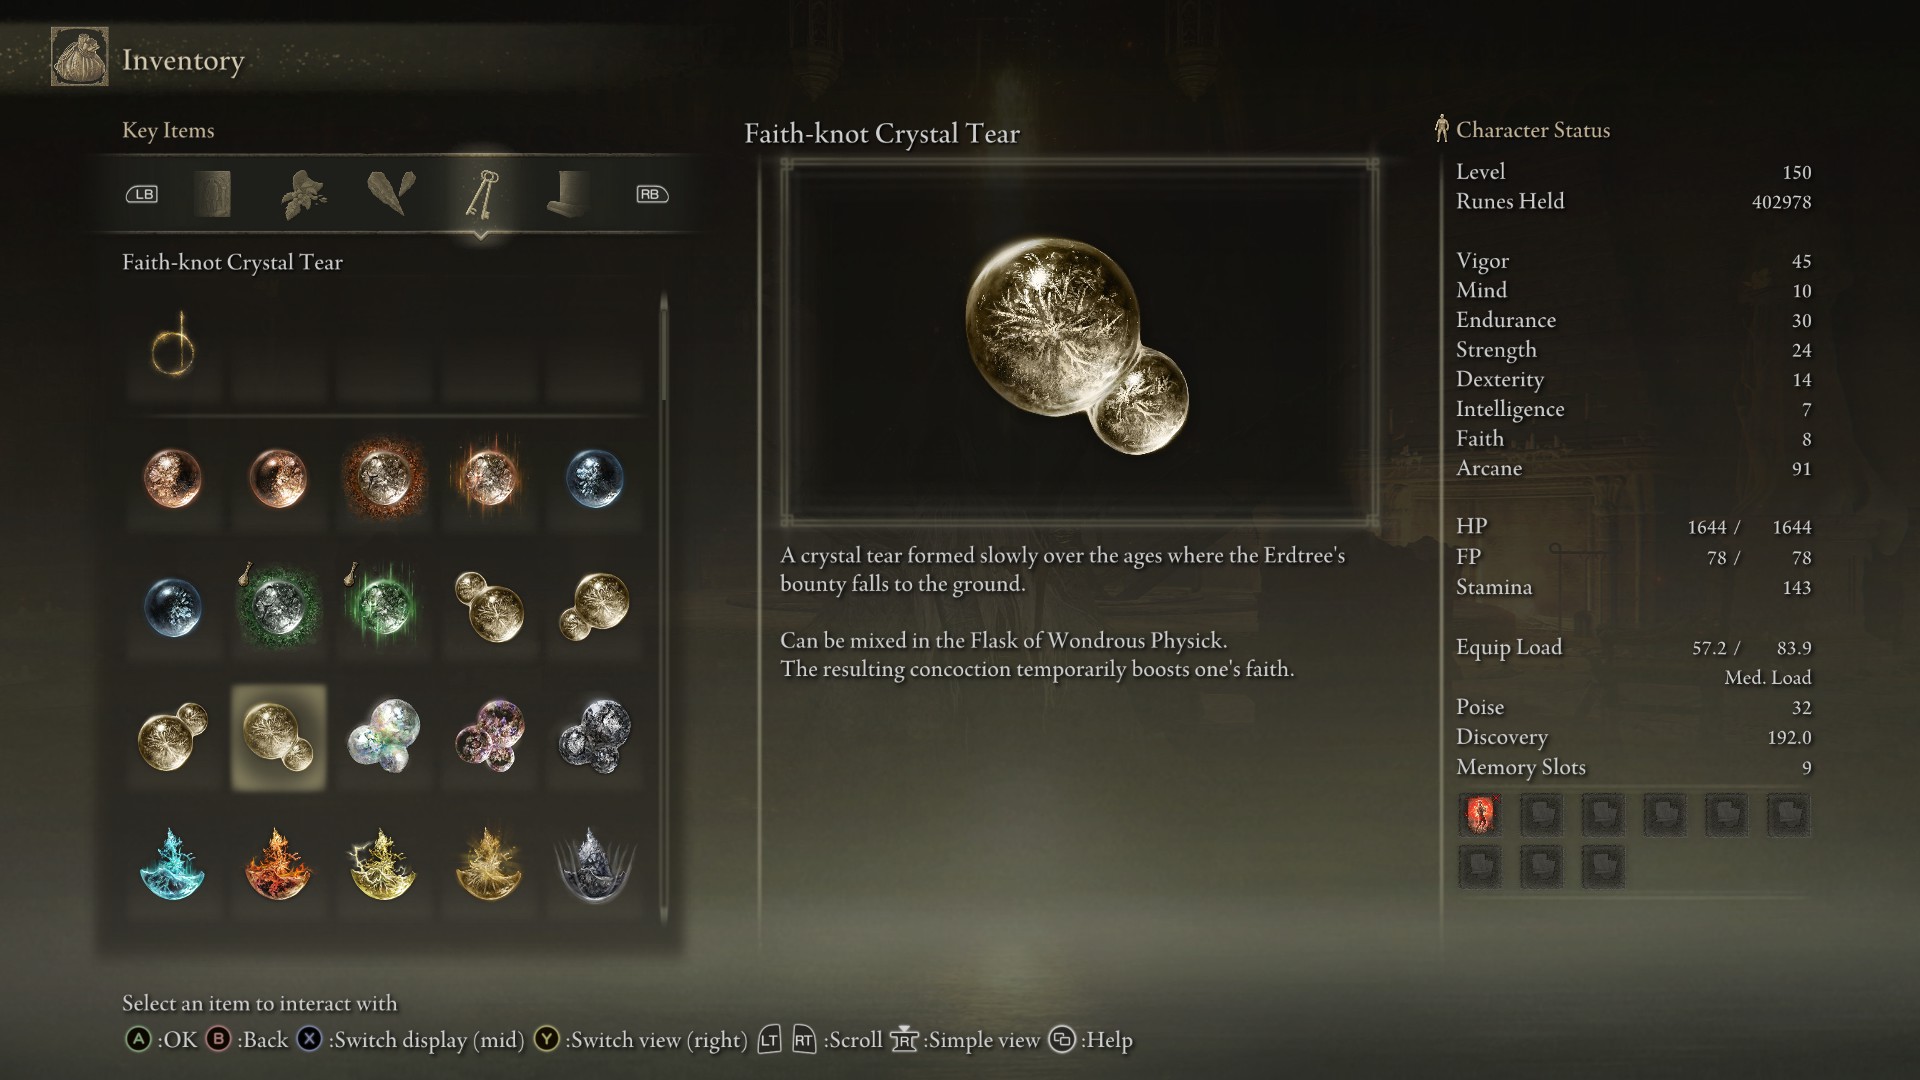 Inventory
Key Items
LB
RB
Faith-knot Crystal Tear
Faith-knot Crystal Tear
A crystal tear formed slowly over the ages where the Erdtree's
bounty falls to the ground.
Can be mixed in the Flask of Wondrous Physick.
The resulting concoction temporarily boosts one's faith.
Character Status
Level 150
Runes Held 402978
Vigor 45
Mind 10
Endurance 30
Strength 24
Dexterity 14
Intelligence 7
Faith 8
Arcane 91
HP 1644 / 1644
FP 78 / 78
Stamina 143
Equip Load 57.2 / 83.9
Med. Load
Poise 32
Discovery 192.0
Memory Slots 9
Select an item to interact with
A :OK B :Back X :Switch display (mid) Y :Switch view (right) LT RT :Scroll R :Simple view :Help